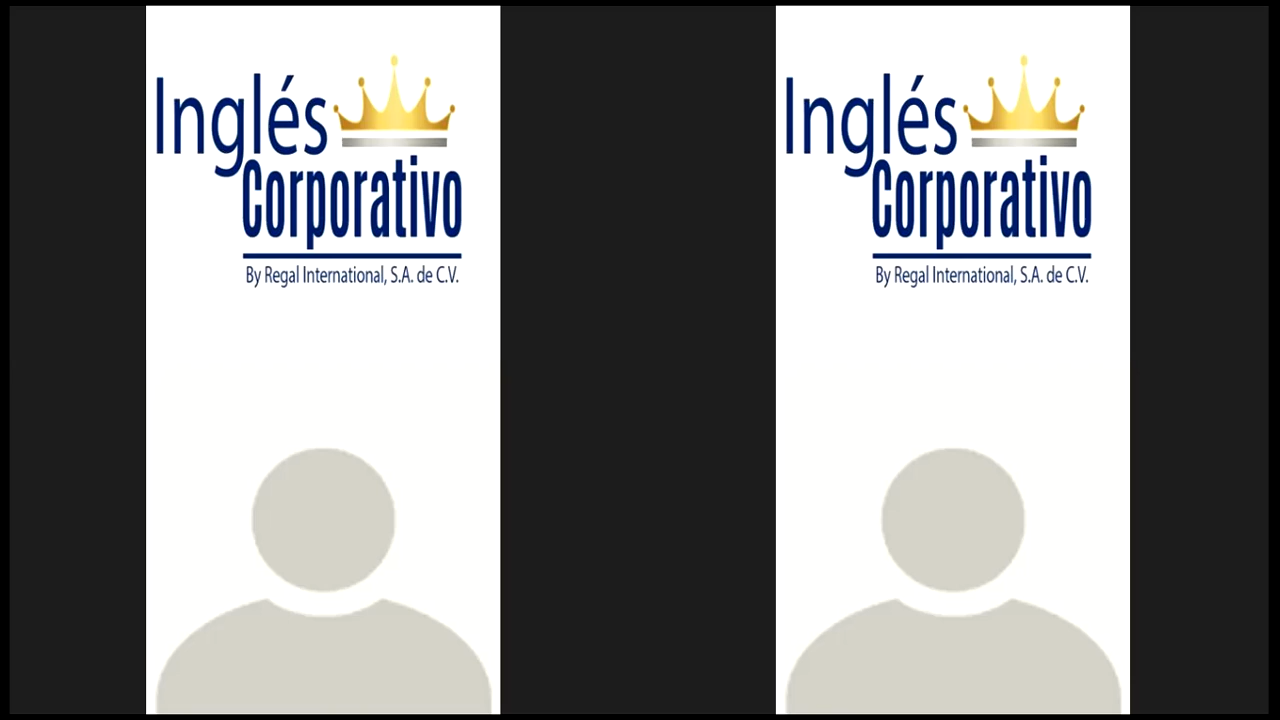 Inglés
Corporativo
By Regal International, S.A. de C.V.
Inglés
Corporativo
By Regal International, S.A. de C.V.